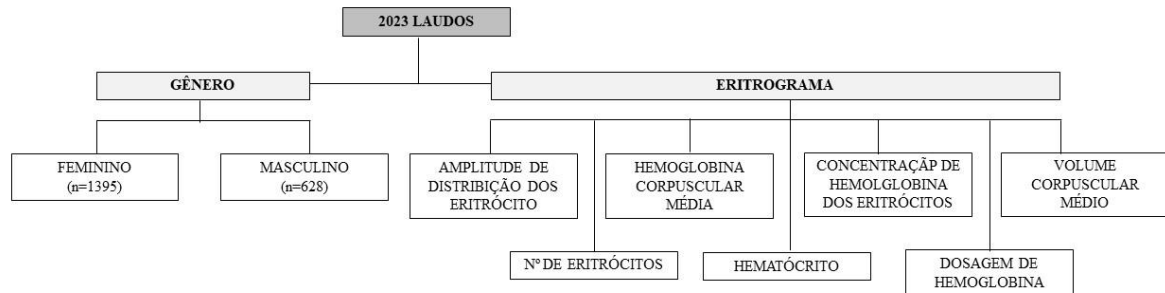 2023 LAUDOS
GÊNERO
ERITROGRAMA
FEMININO
(n=1395)
MASCULINO
(n=628)
AMPLITUDE DE
DISTRIBIÇÃO DOS
ERITRÓCITO
HEMOGLOBINA
CORPUSCULAR
MÉDIA
CONCENTRAÇÃP DE
HEMOLGLOBINA
DOS ERITRÓCITOS
VOLUME
CORPUSCULAR
MÉDIO
Nº DE ERITRÓCITOS
HEMATÓCRITO
DOSAGEM DE
HEMOGLOBINA